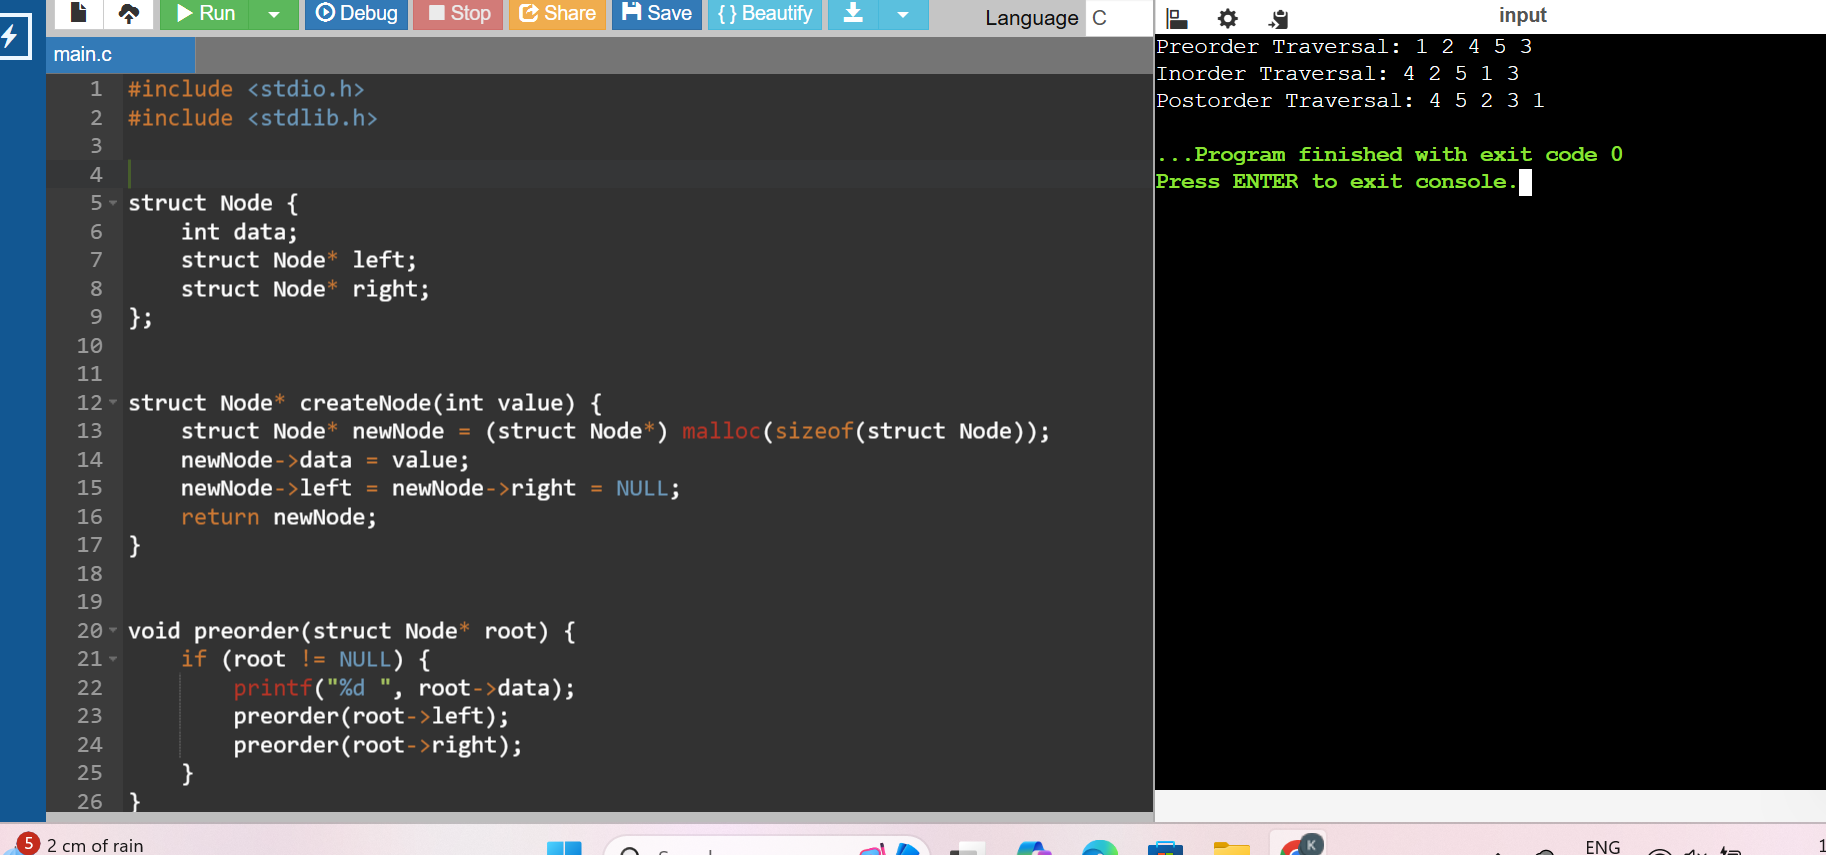 Run
Debug
Stop
Share
Save
{ } Beautify
Language C
input
main.c
1 #include <stdio.h>
2 #include <stdlib.h>
3
4
5 struct Node {
6     int data;
7     struct Node* left;
8     struct Node* right;
9 };
10
11
12 struct Node* createNode(int value) {
13     struct Node* newNode = (struct Node*) malloc(sizeof(struct Node));
14     newNode->data = value;
15     newNode->left = newNode->right = NULL;
16     return newNode;
17 }
18
19
20 void preorder(struct Node* root) {
21     if (root != NULL) {
22         printf("%d ", root->data);
23         preorder(root->left);
24         preorder(root->right);
25     }
26 }
Preorder Traversal: 1 2 4 5 3
Inorder Traversal: 4 2 5 1 3
Postorder Traversal: 4 5 2 3 1
...Program finished with exit code 0
Press ENTER to exit console.
5
2 cm of rain
K
ENG